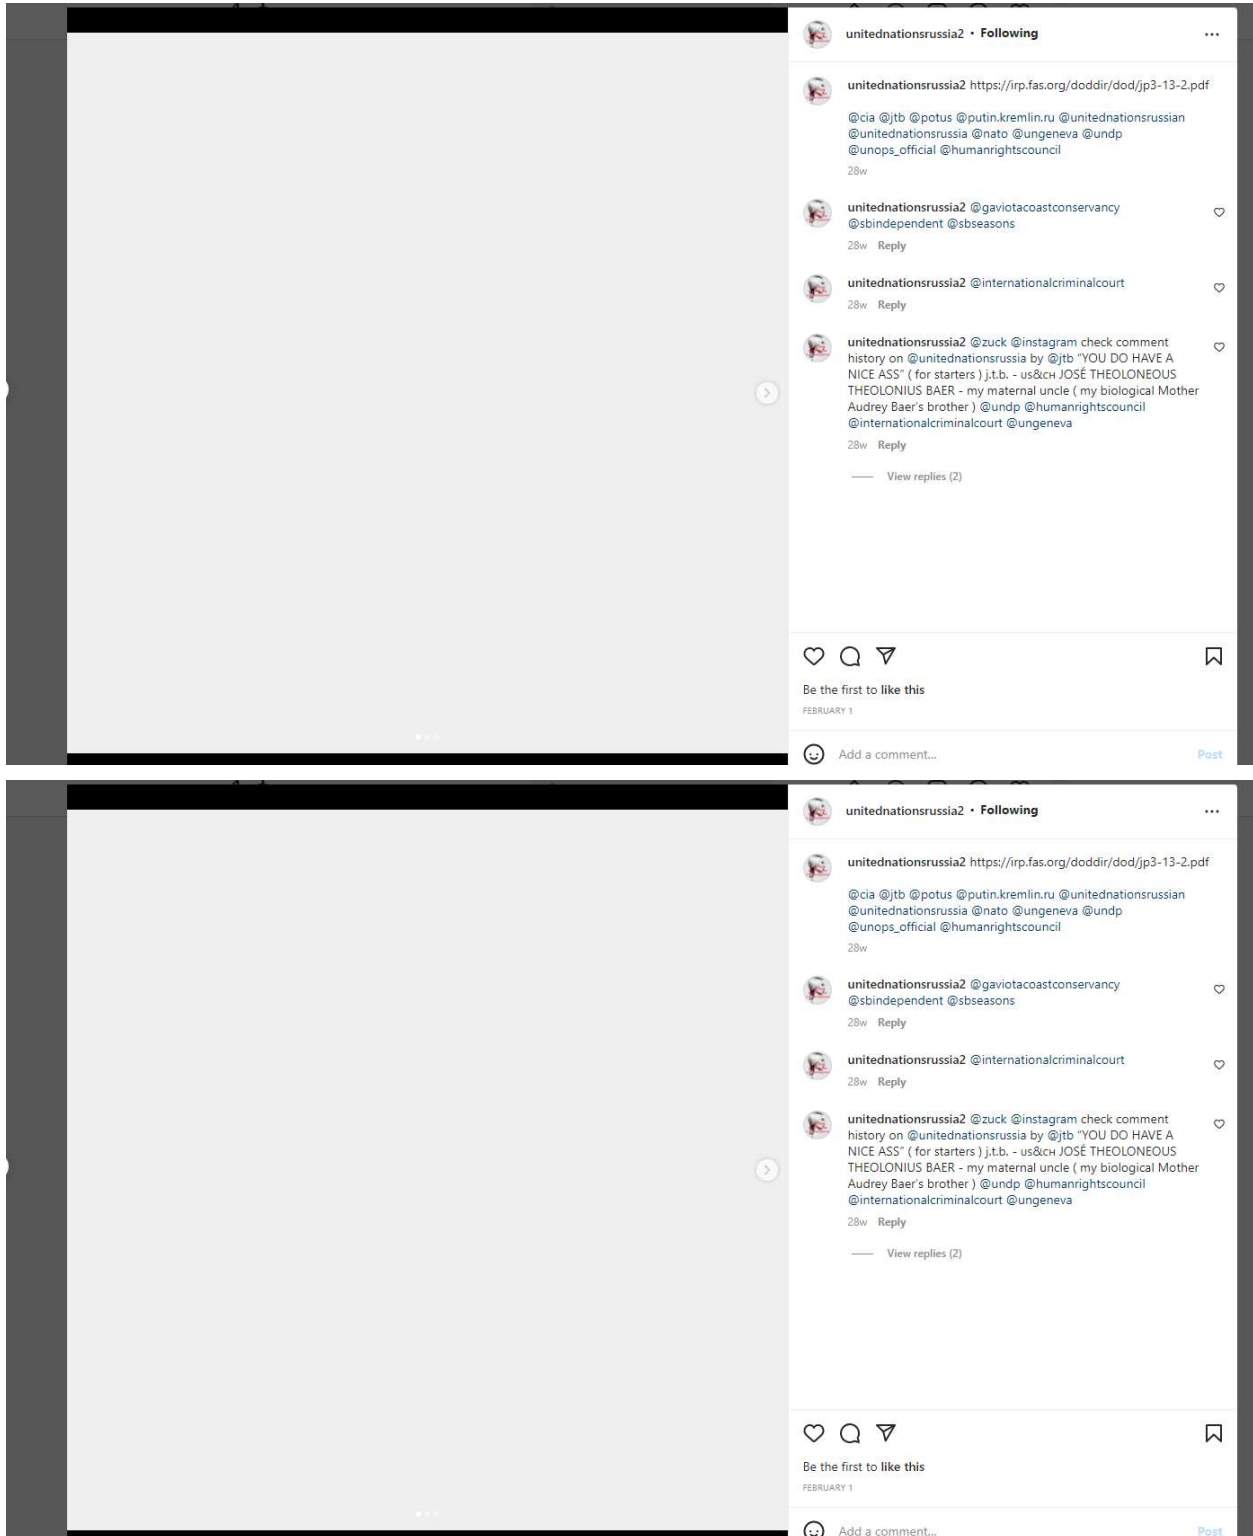 unitednationsrussia2 • Following
unitednationsrussia2 https://irp.fas.org/doddir/dod/jp3-13-2.pdf
@cia @jtb @potus @putin.kremlin.ru @unitednationsrussian
@unitednationsrussia @nato @ungeneva @undp
@unops_official @humanrightscouncil
28w
unitednationsrussia2 @gaviotacoastconservancy
@sbindependent @sbseasons
28w Reply
unitednationsrussia2 @internationalcriminalcourt
28w Reply
unitednationsrussia2 @zuck @instagram check comment
history on @unitednationsrussia by @jtb "YOU DO HAVE A
NICE ASS" ( for starters ) j.t.b. - ᴜs&ᴄʜ JOSÉ THEOLONEOUS
THEOLONIUS BAER - my maternal uncle ( my biological Mother
Audrey Baer's brother ) @undp @humanrightscouncil
@internationalcriminalcourt @ungeneva
28w Reply
View replies (2)
Be the first to like this
FEBRUARY 1
Add a comment...
Post
unitednationsrussia2 • Following
unitednationsrussia2 https://irp.fas.org/doddir/dod/jp3-13-2.pdf
@cia @jtb @potus @putin.kremlin.ru @unitednationsrussian
@unitednationsrussia @nato @ungeneva @undp
@unops_official @humanrightscouncil
28w
unitednationsrussia2 @gaviotacoastconservancy
@sbindependent @sbseasons
28w Reply
unitednationsrussia2 @internationalcriminalcourt
28w Reply
unitednationsrussia2 @zuck @instagram check comment
history on @unitednationsrussia by @jtb "YOU DO HAVE A
NICE ASS" ( for starters ) j.t.b. - ᴜs&ᴄʜ JOSÉ THEOLONEOUS
THEOLONIUS BAER - my maternal uncle ( my biological Mother
Audrey Baer's brother ) @undp @humanrightscouncil
@internationalcriminalcourt @ungeneva
28w Reply
View replies (2)
Be the first to like this
FEBRUARY 1
Add a comment...
Post